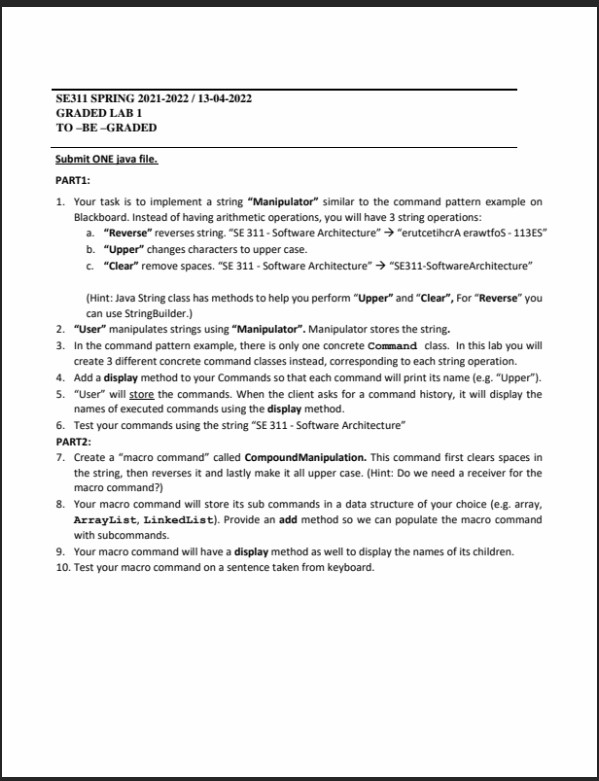 SE311 SPRING 2021-2022 / 13-04-2022
GRADED LAB 1
TO –BE –GRADED
Submit ONE java file.
PART1:
1. Your task is to implement a string "Manipulator" similar to the command pattern example on
Blackboard. Instead of having arithmetic operations, you will have 3 string operations:
a. "Reverse" reverses string. "SE 311 - Software Architecture" → "erutcetihcrA erawtfoS - 113ES"
b. "Upper" changes characters to upper case.
c. "Clear" remove spaces. "SE 311 - Software Architecture" → "SE311-SoftwareArchitecture"
(Hint: Java String class has methods to help you perform "Upper" and "Clear", For "Reverse" you
can use StringBuilder.)
2. "User" manipulates strings using "Manipulator". Manipulator stores the string.
3. In the command pattern example, there is only one concrete Command class. In this lab you will
create 3 different concrete command classes instead, corresponding to each string operation.
4. Add a display method to your Commands so that each command will print its name (e.g. "Upper").
5. "User" will store the commands. When the client asks for a command history, it will display the
names of executed commands using the display method.
6. Test your commands using the string "SE 311 - Software Architecture"
PART2:
7. Create a "macro command" called CompoundManipulation. This command first clears spaces in
the string, then reverses it and lastly make it all upper case. (Hint: Do we need a receiver for the
macro command?)
8. Your macro command will store its sub commands in a data structure of your choice (e.g. array,
ArrayList, LinkedList). Provide an add method so we can populate the macro command
with subcommands.
9. Your macro command will have a display method as well to display the names of its children.
10. Test your macro command on a sentence taken from keyboard.